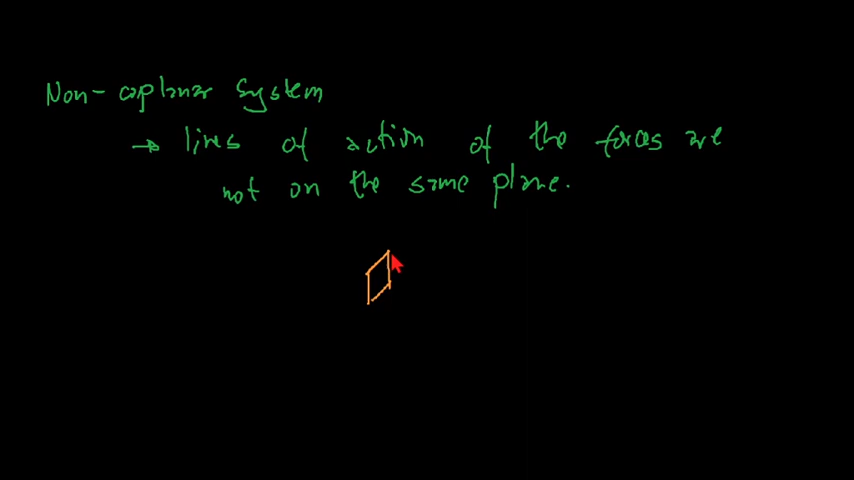 Non-coplanar System
→ lines of action of the forces are
not on the same plane.